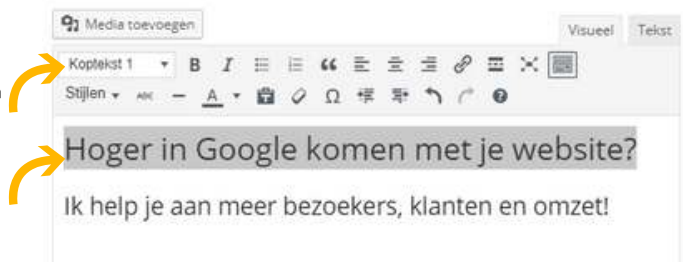 Media toevoegen
Visueel Tekst
Koptekst 1 B I
Stijlen ABC A Ω
Hoger in Google komen met je website?
Ik help je aan meer bezoekers, klanten en omzet!